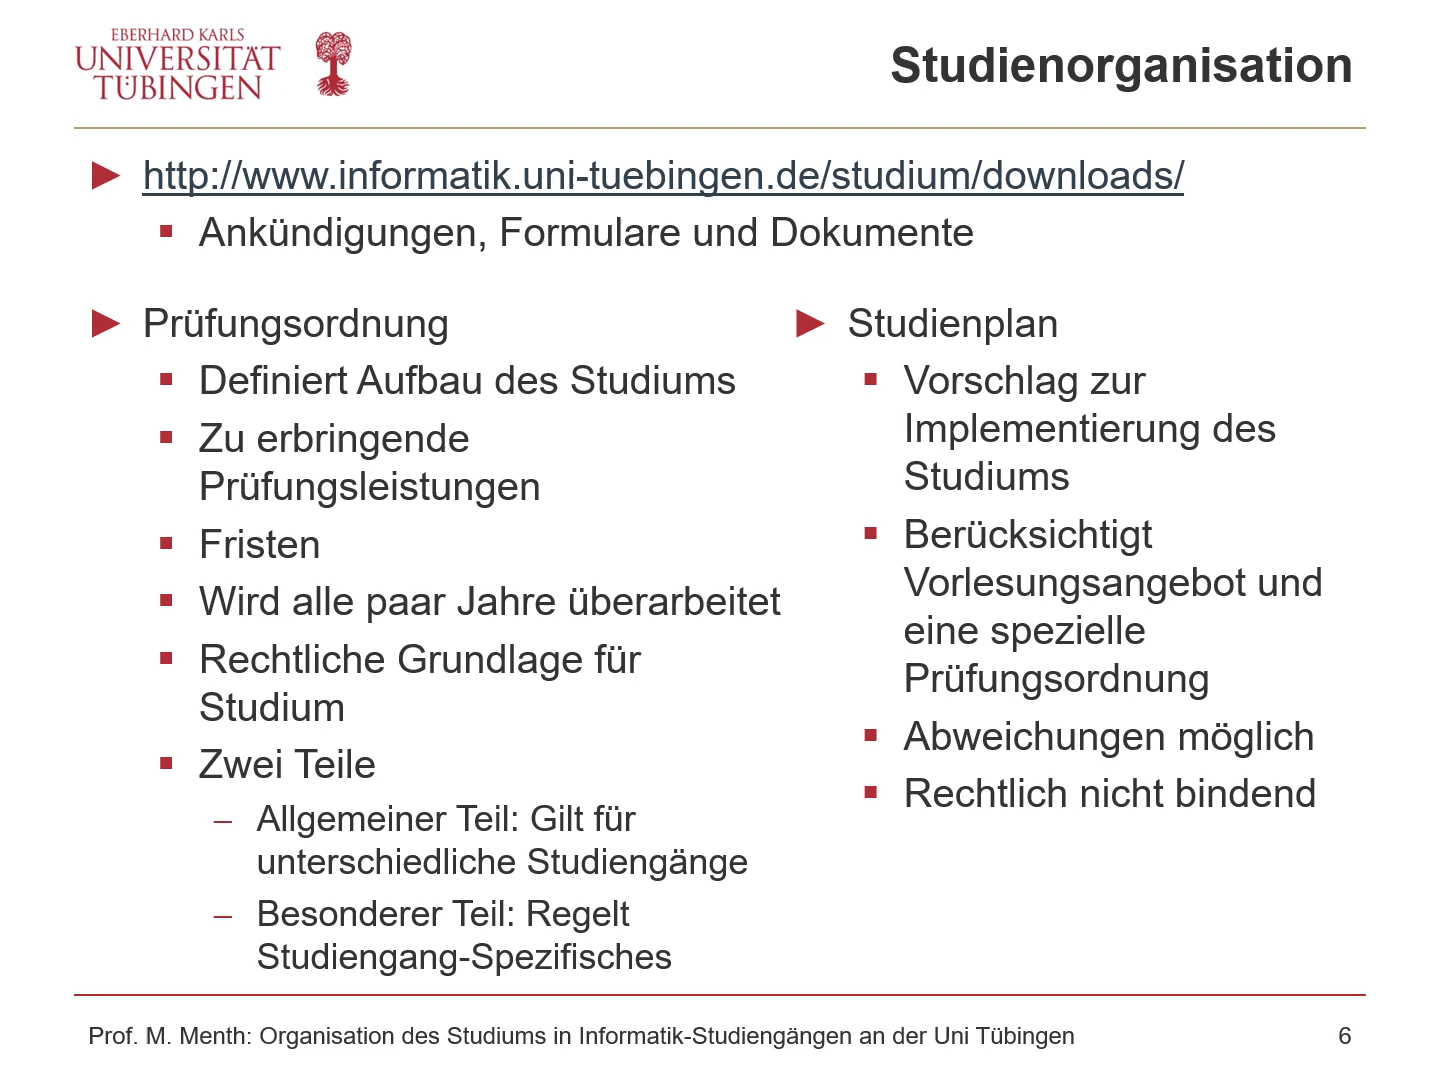 EBERHARD KARLS
UNIVERSITÄT
TÜBINGEN
Studienorganisation
http://www.informatik.uni-tuebingen.de/studium/downloads/
Ankündigungen, Formulare und Dokumente
Prüfungsordnung
Definiert Aufbau des Studiums
Zu erbringende
Prüfungsleistungen
Fristen
Wird alle paar Jahre überarbeitet
Rechtliche Grundlage für
Studium
Zwei Teile
– Allgemeiner Teil: Gilt für
unterschiedliche Studiengänge
– Besonderer Teil: Regelt
Studiengang-Spezifisches
Studienplan
Vorschlag zur
Implementierung des
Studiums
Berücksichtigt
Vorlesungsangebot und
eine spezielle
Prüfungsordnung
Abweichungen möglich
Rechtlich nicht bindend
Prof. M. Menth: Organisation des Studiums in Informatik-Studiengängen an der Uni Tübingen
6